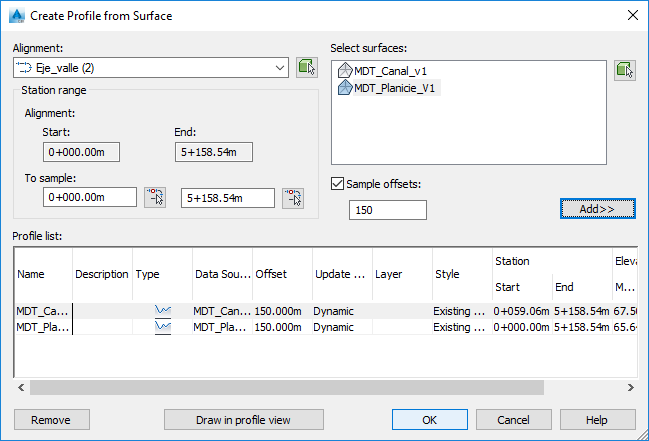 Create Profile from Surface
Alignment:
Eje_valle (2)
Select surfaces:
MDT_Canal_v1
MDT_Planicie_V1
Station range
Alignment:
Start: End:
0+000.00m 5+158.54m
To sample:
0+000.00m 5+158.54m
Sample offsets:
150
Add>>
Profile list:
Name Description Type Data Sou... Offset Update ... Layer Style Station Eleva
Start End M...
MDT_Ca... MDT_Can... 150.000m Dynamic Existing ... 0+059.06m 5+158.54m 67.50
MDT_Pla... MDT_Pla... 150.000m Dynamic Existing ... 0+000.00m 5+158.54m 65.64
Remove Draw in profile view OK Cancel Help